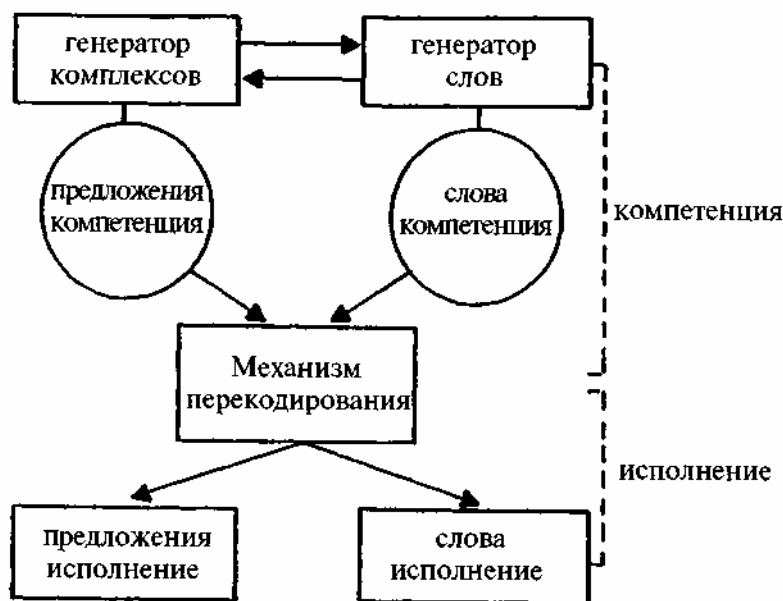 генератор
комплексов
генератор
слов
предложения
компетенция
слова
компетенция
компетенция
Механизм
перекодирования
исполнение
предложения
исполнение
слова
исполнение